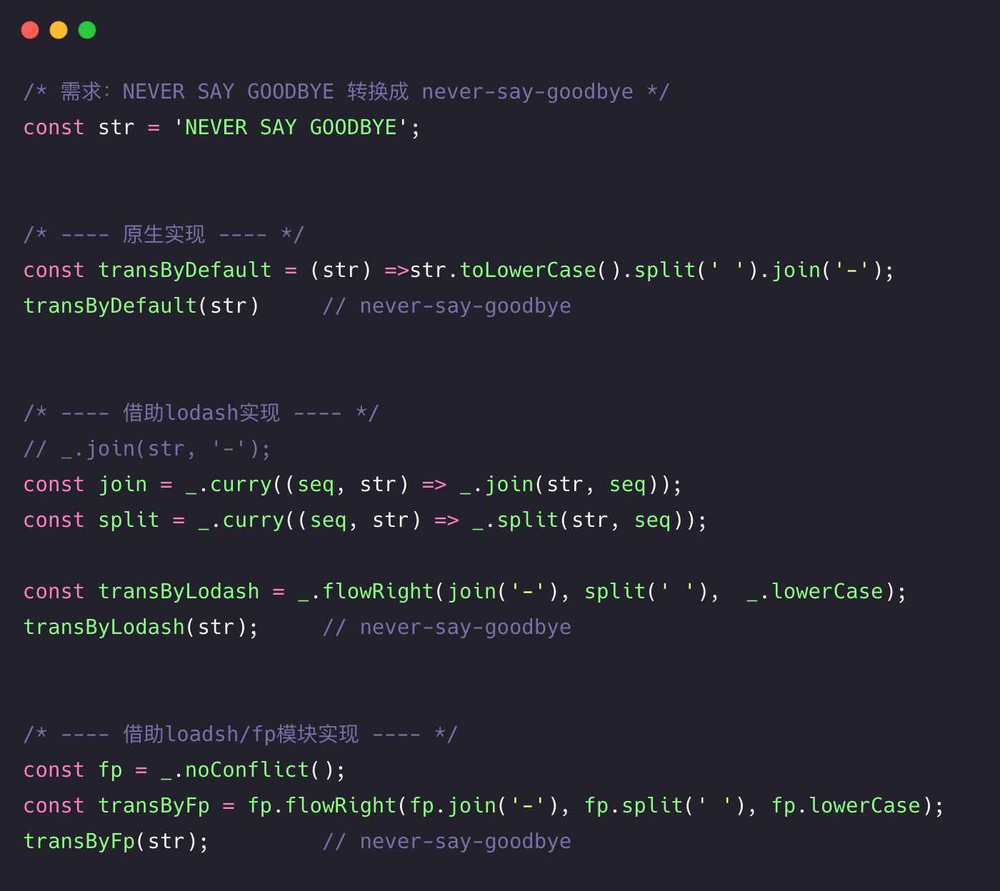 /* 需求: NEVER SAY GOODBYE 转换成 never-say-goodbye */
const str = 'NEVER SAY GOODBYE';
/* ---- 原生实现 ---- */
const transByDefault = (str) =>str.toLowerCase().split(' ').join('-');
transByDefault(str)     // never-say-goodbye
/* ---- 借助lodash实现 ---- */
// _.join(str, '-');
const join = _.curry((seq, str) => _.join(str, seq));
const split = _.curry((seq, str) => _.split(str, seq));
const transByLodash = _.flowRight(join('-'), split(' '),  _.lowerCase);
transByLodash(str);     // never-say-goodbye
/* ---- 借助loadsh/fp模块实现 ---- */
const fp = _.noConflict();
const transByFp = fp.flowRight(fp.join('-'), fp.split(' '), fp.lowerCase);
transByFp(str);         // never-say-goodbye